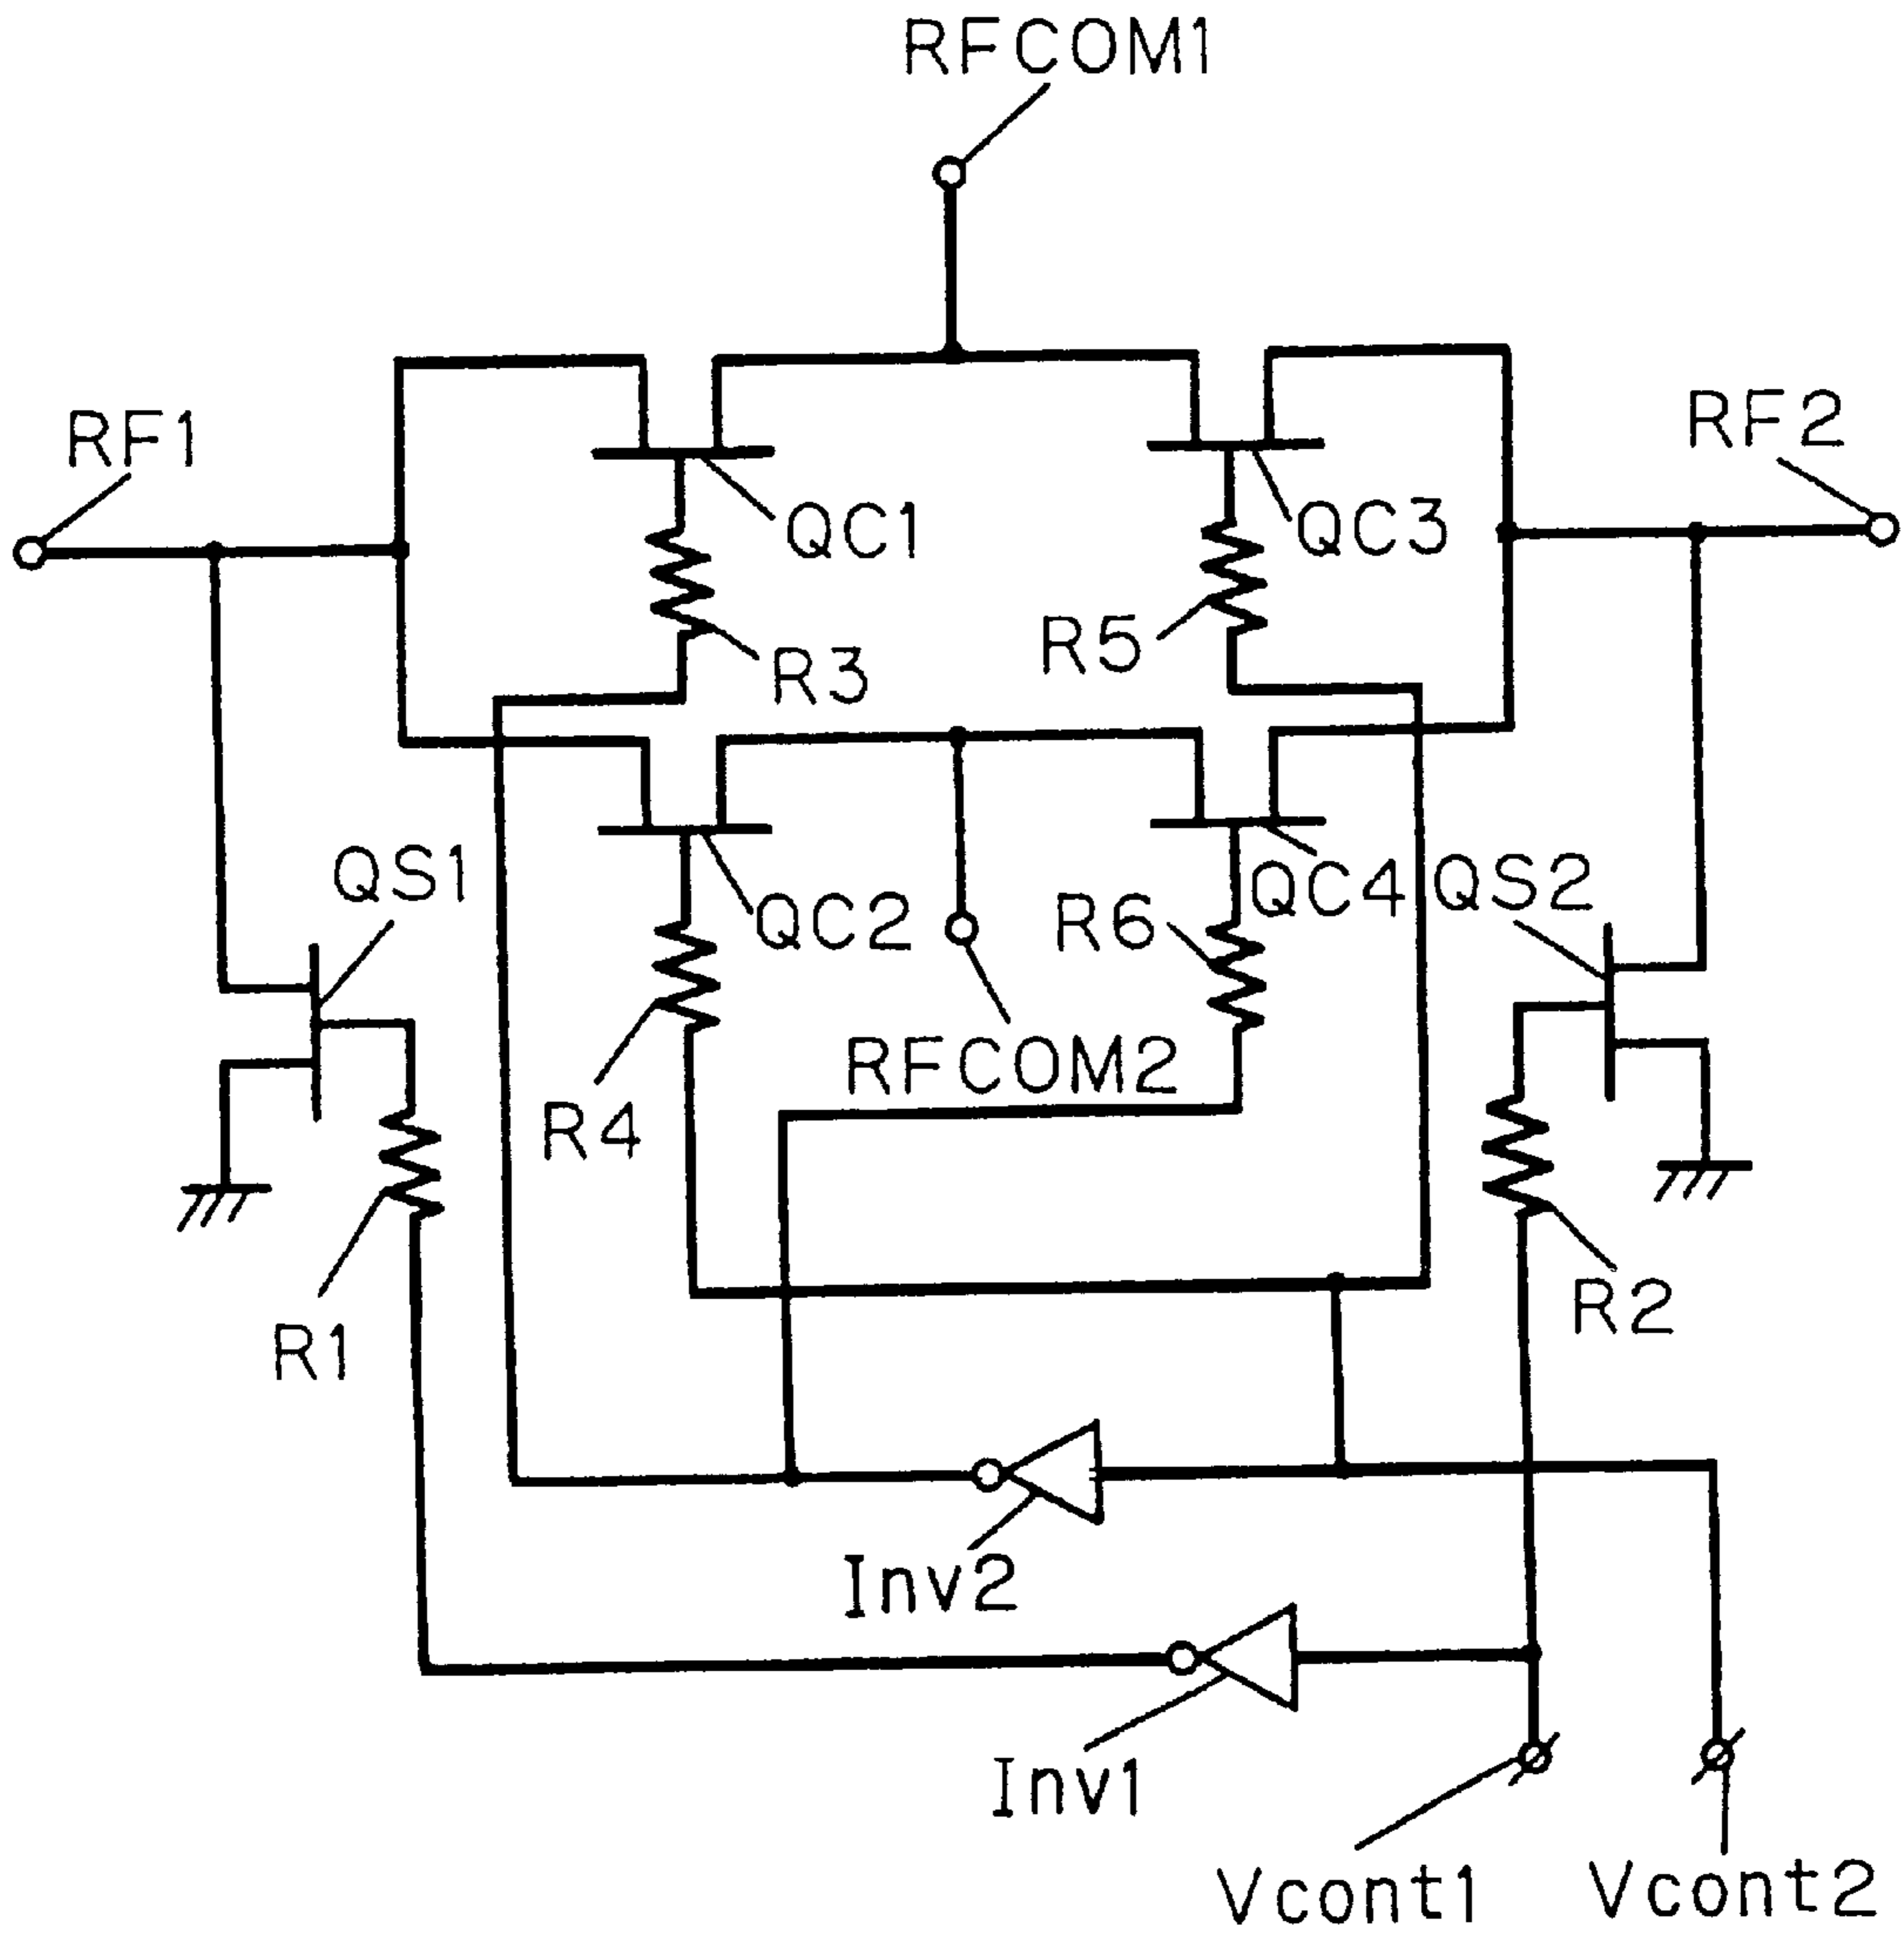 RFCOM1
RF1
RF2
QC1
QC3
R5
R3
QS1
QC2
R6
QC4
QS2
RFCOM2
R4
R2
R1
Inv2
Inv1
Vcont1
Vcont2